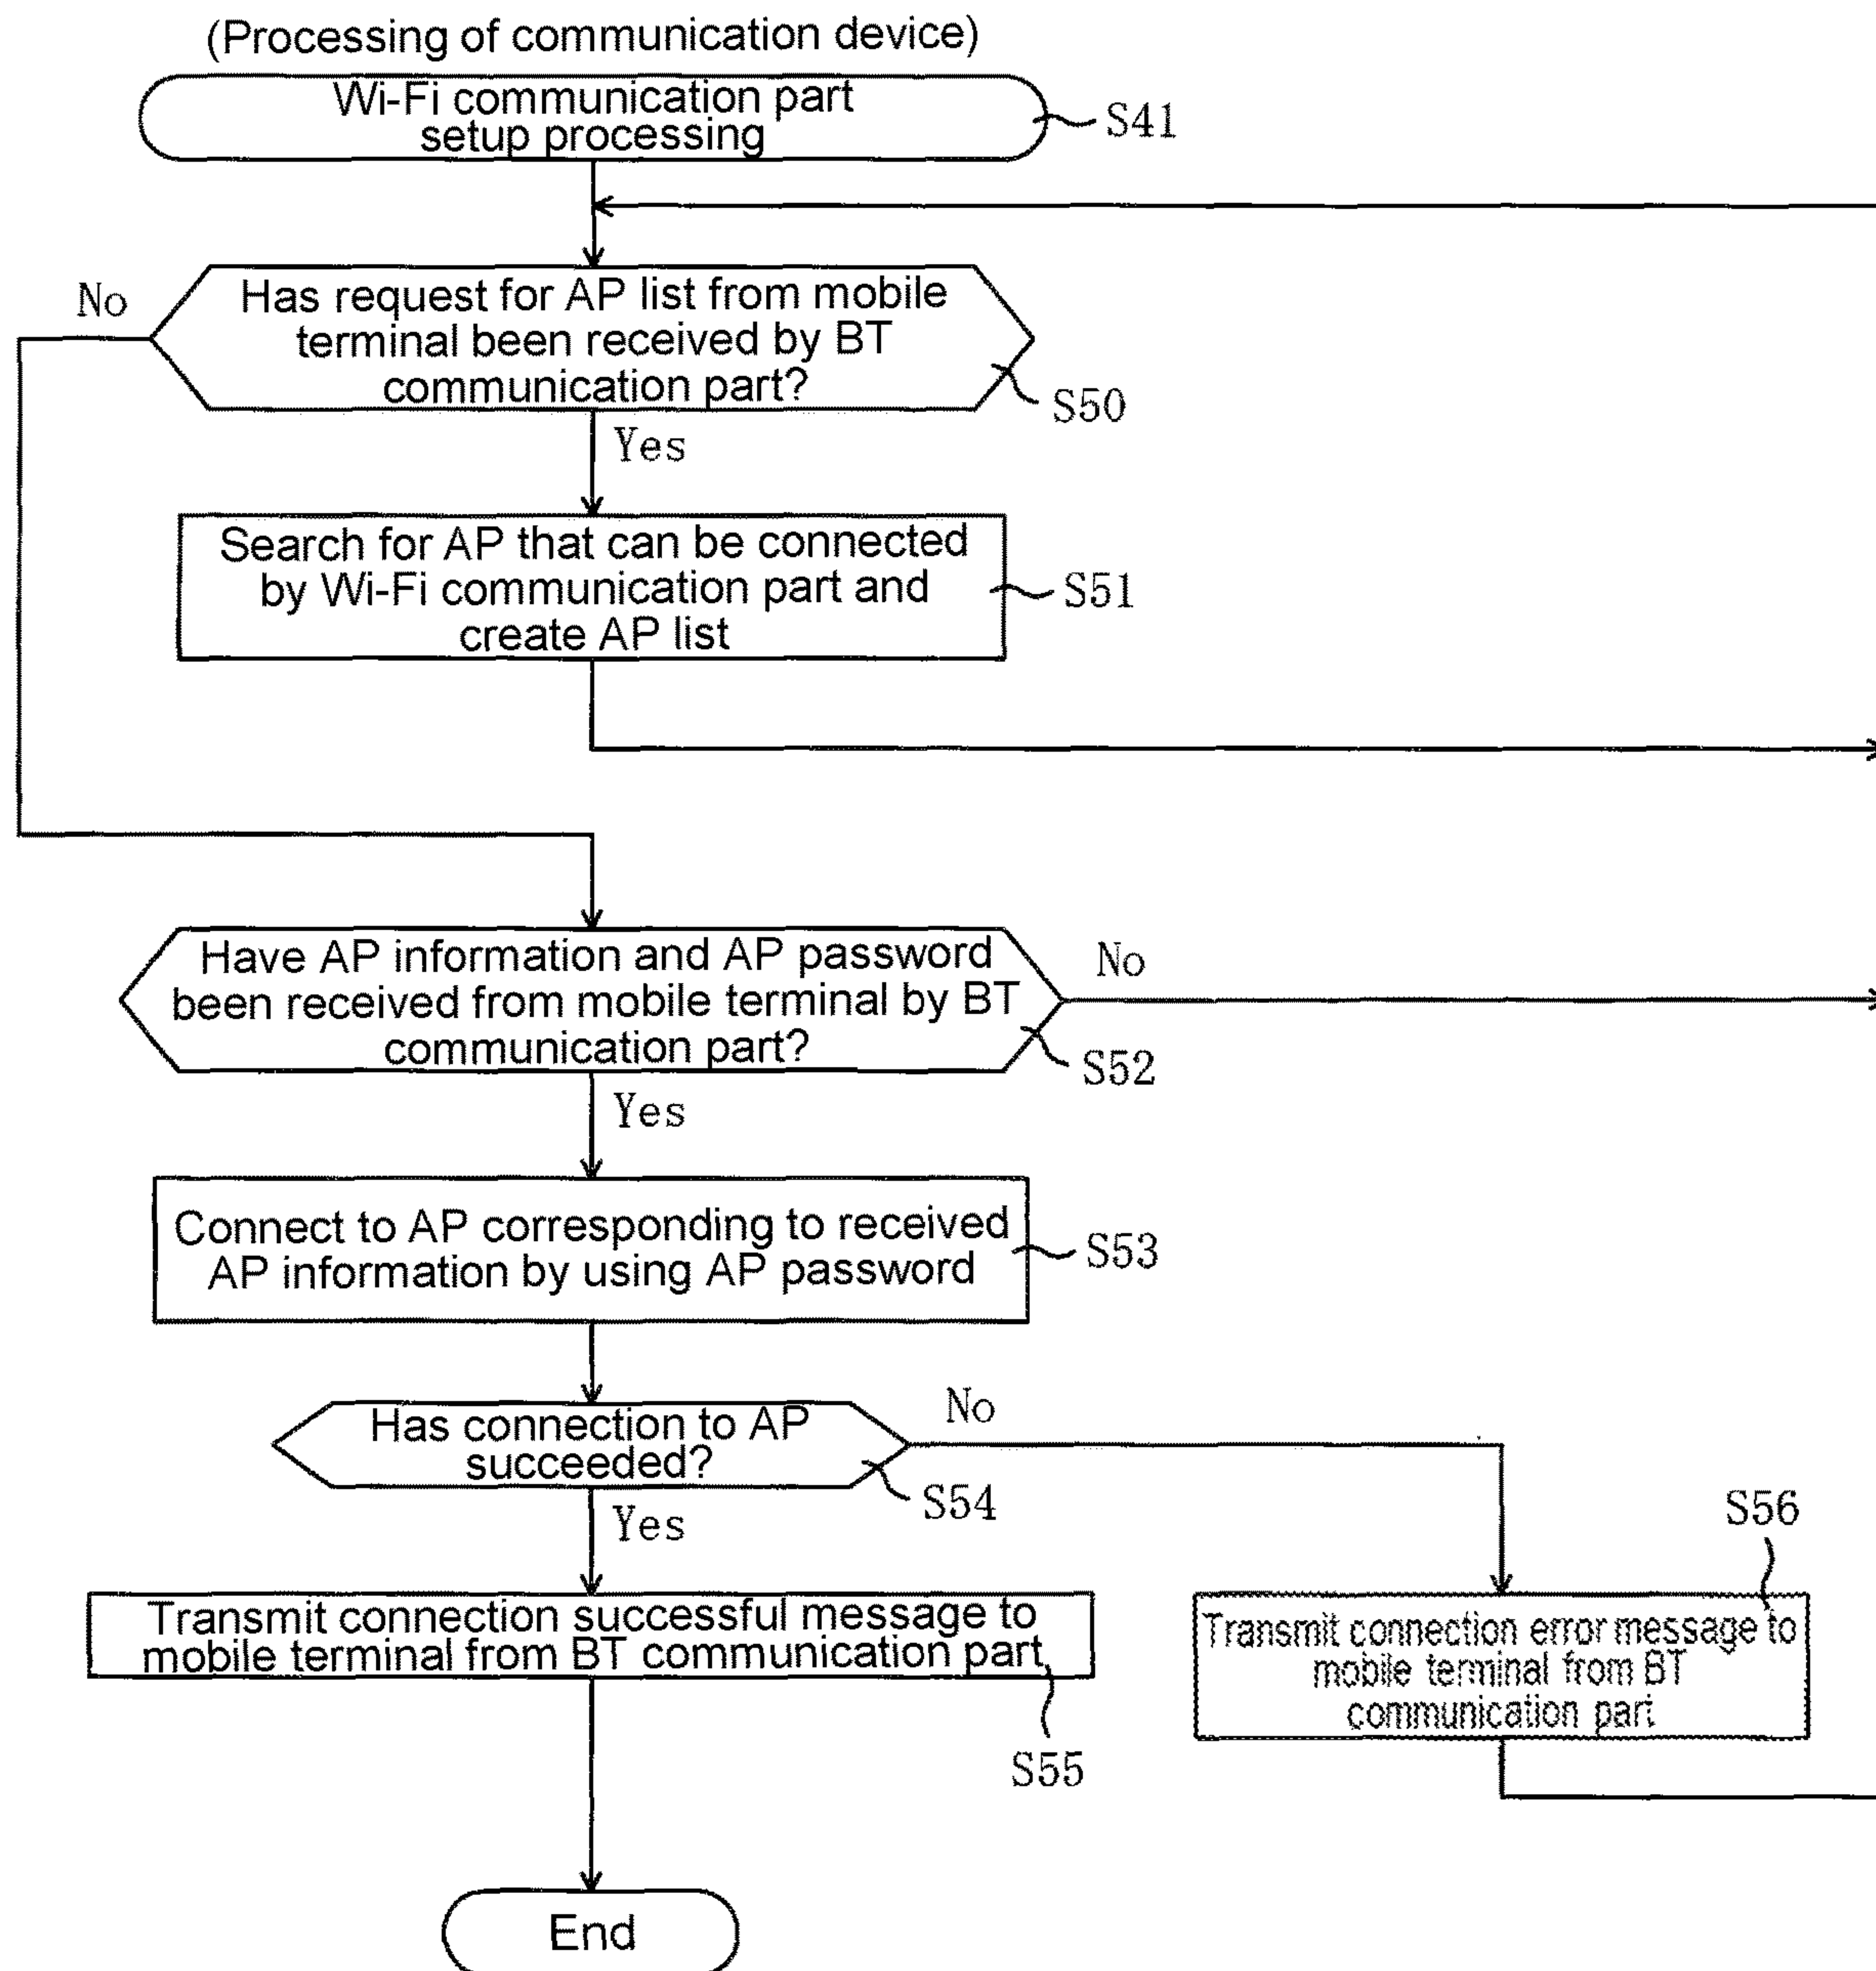 (Processing of communication device)
Wi-Fi communication part
setup processing
S41
No
Has request for AP list from mobile
terminal been received by BT
communication part?
S50
Yes
Search for AP that can be connected
by Wi-Fi communication part and
create AP list
S51
Have AP information and AP password
been received from mobile terminal by BT
communication part?
No
S52
Yes
Connect to AP corresponding to received
AP information by using AP password
S53
Has connection to AP
succeeded?
No
S54
Yes
Transmit connection successful message to
mobile terminal from BT communication part
S55
S56
Transmit connection error message to
mobile terminal from BT
communication part
End